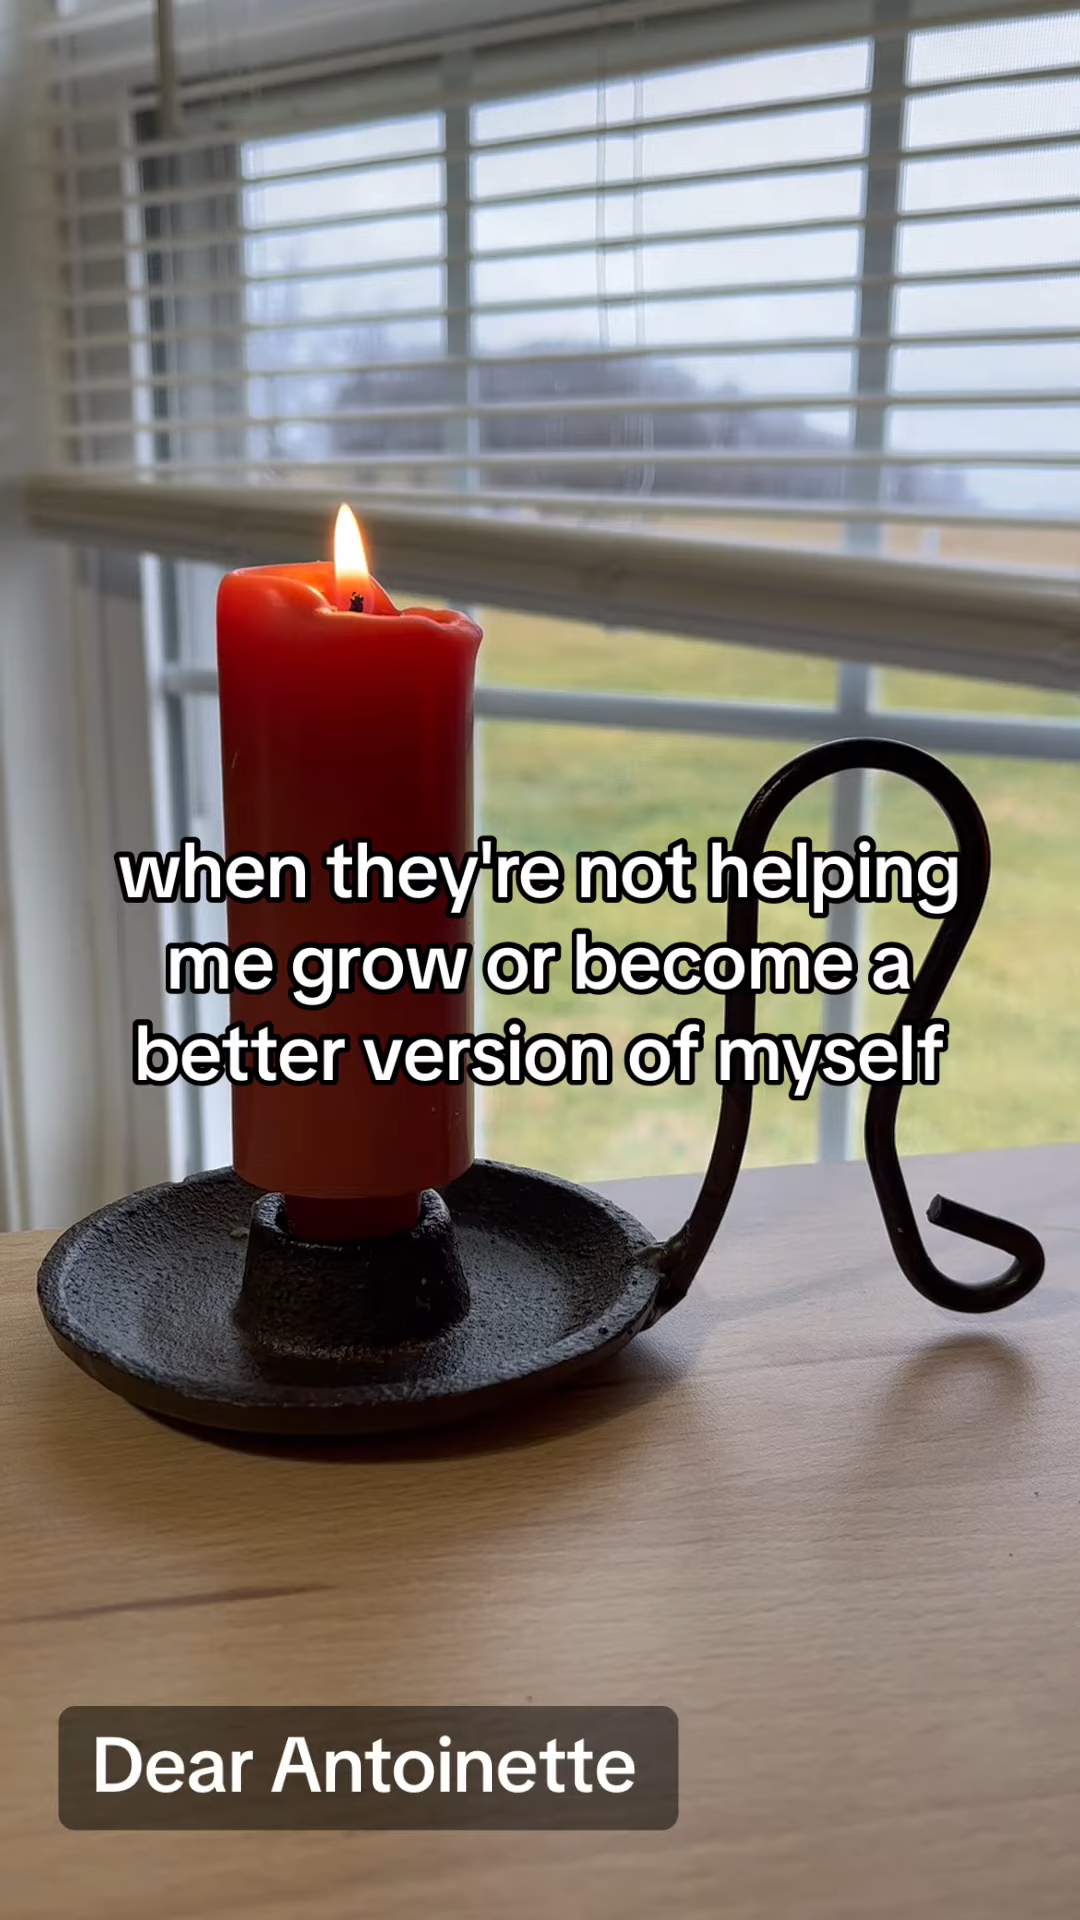 when they're not helping
me grow or become a
better version of myself
Dear Antoinette